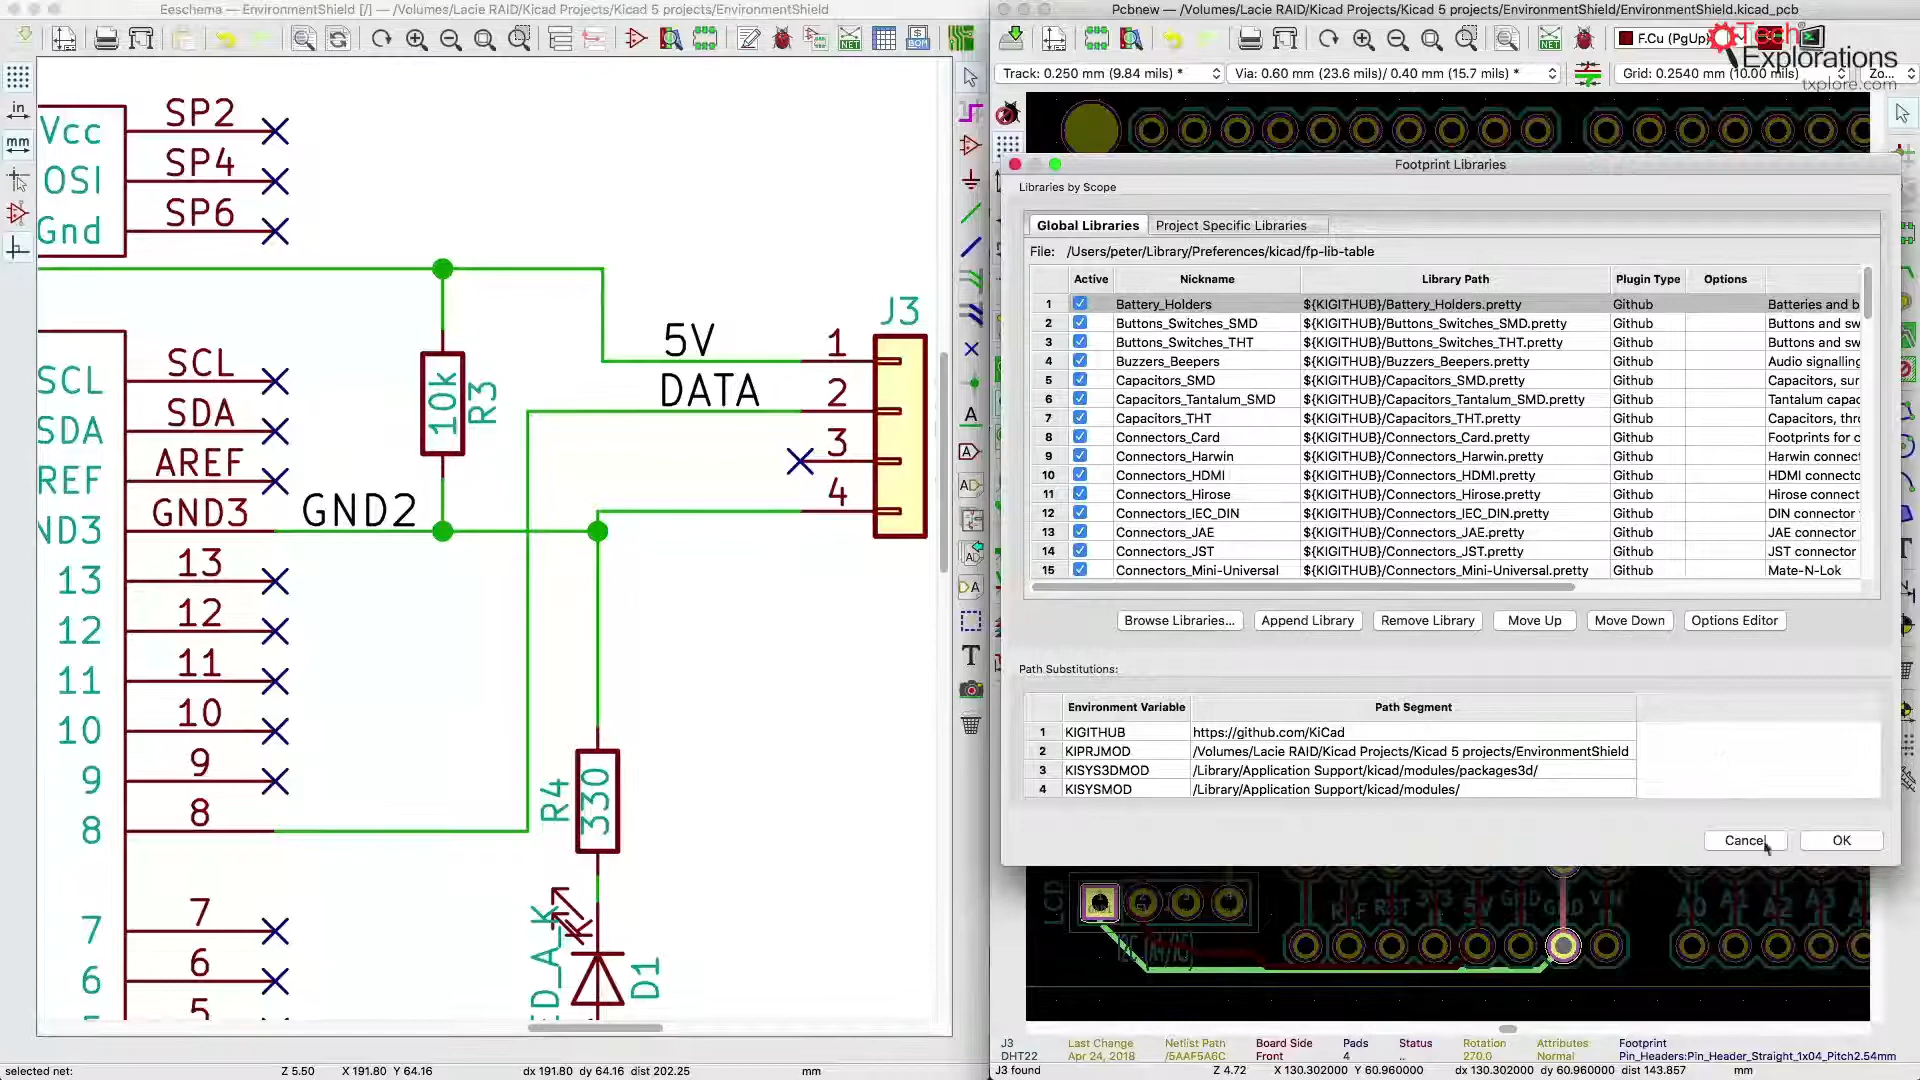 Eeschema — EnvironmentShield [/] — /Volumes/Lacie RAID/Kicad Projects/Kicad 5 projects/EnvironmentShield
Pcbnew — /Volumes/Lacie RAID/Kicad Projects/Kicad 5 projects/EnvironmentShield/EnvironmentShield.kicad_pcb
F.Cu (PgUp)
Tech
Explorations
txplore.com
Track: 0.250 mm (9.84 mils) *
Via: 0.60 mm (23.6 mils)/ 0.40 mm (15.7 mils) *
Grid: 0.2540 mm (10.00 mils)
Zo...
in
mm
Vcc SP2
OSI SP4
Gnd SP6
SCL SCL
SDA SDA
REF AREF
ND3 GND3 GND2
13 13
12 12
11 11
10 10
9 9
8 8
7 7
6 6
5
10k R3
5V 1
DATA 2
3
4
J3
R4 330
ED_A_K
D1
Footprint Libraries
Libraries by Scope
Global Libraries Project Specific Libraries
File: /Users/peter/Library/Preferences/kicad/fp-lib-table
Active Nickname Library Path Plugin Type Options
1 Battery_Holders ${KIGITHUB}/Battery_Holders.pretty Github Batteries and b
2 Buttons_Switches_SMD ${KIGITHUB}/Buttons_Switches_SMD.pretty Github Buttons and sw
3 Buttons_Switches_THT ${KIGITHUB}/Buttons_Switches_THT.pretty Github Buttons and sw
4 Buzzers_Beepers ${KIGITHUB}/Buzzers_Beepers.pretty Github Audio signalling
5 Capacitors_SMD ${KIGITHUB}/Capacitors_SMD.pretty Github Capacitors, sur
6 Capacitors_Tantalum_SMD ${KIGITHUB}/Capacitors_Tantalum_SMD.pretty Github Tantalum capac
7 Capacitors_THT ${KIGITHUB}/Capacitors_THT.pretty Github Capacitors, thr
8 Connectors_Card ${KIGITHUB}/Connectors_Card.pretty Github Footprints for c
9 Connectors_Harwin ${KIGITHUB}/Connectors_Harwin.pretty Github Harwin connect
10 Connectors_HDMI ${KIGITHUB}/Connectors_HDMI.pretty Github HDMI connecto
11 Connectors_Hirose ${KIGITHUB}/Connectors_Hirose.pretty Github Hirose connect
12 Connectors_IEC_DIN ${KIGITHUB}/Connectors_IEC_DIN.pretty Github DIN connector
13 Connectors_JAE ${KIGITHUB}/Connectors_JAE.pretty Github JAE connector
14 Connectors_JST ${KIGITHUB}/Connectors_JST.pretty Github JST connector
15 Connectors_Mini-Universal ${KIGITHUB}/Connectors_Mini-Universal.pretty Github Mate-N-Lok
Browse Libraries... Append Library Remove Library Move Up Move Down Options Editor
Path Substitutions:
Environment Variable Path Segment
1 KIGITHUB https://github.com/KiCad
2 KIPRJMOD /Volumes/Lacie RAID/Kicad Projects/Kicad 5 projects/EnvironmentShield
3 KISYS3DMOD /Library/Application Support/kicad/modules/packages3d/
4 KISYSMOD /Library/Application Support/kicad/modules/
Cancel OK
LCD
RST 3V3 5V GND GND VIN A0 A1 A2 A3
J3 Last Change Netlist Path Board Side Pads Status Rotation Attributes Footprint
DHT22 Apr 24, 2018 /5AAF5A6C Front 4 .. 270.0 Normal Pin_Headers:Pin_Header_Straight_1x04_Pitch2.54mm
selected net: Z 5.50 X 191.80 Y 64.16 dx 191.80 dy 64.16 dist 202.25 mm
J3 found Z 4.72 X 130.302000 Y 60.960000 dx 130.302000 dy 60.960000 dist 143.857 mm